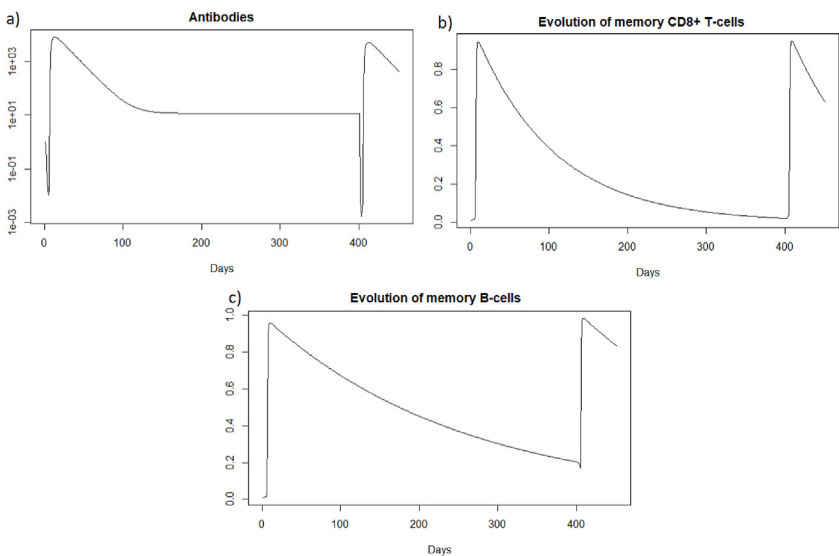 a)
Antibodies
1e+03
1e+01
1e-01
1e-03
0 100 200 300 400
Days
b)
Evolution of memory CD8+ T-cells
0.8
0.6
0.4
0.2
0.0
0 100 200 300 400
Days
c)
Evolution of memory B-cells
1.0
0.8
0.6
0.4
0.2
0.0
0 100 200 300 400
Days